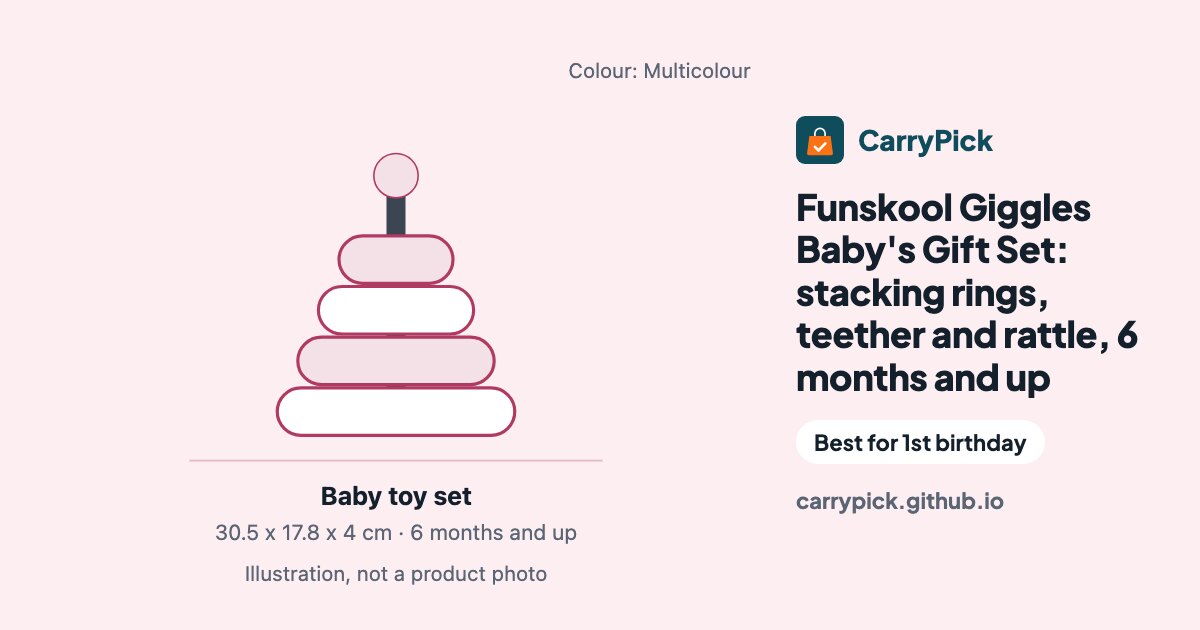 Colour: Multicolour
CarryPick
Funskool Giggles
Baby's Gift Set:
stacking rings,
teether and rattle, 6
months and up
Best for 1st birthday
carrypick.github.io
Baby toy set
30.5 x 17.8 x 4 cm · 6 months and up
Illustration, not a product photo